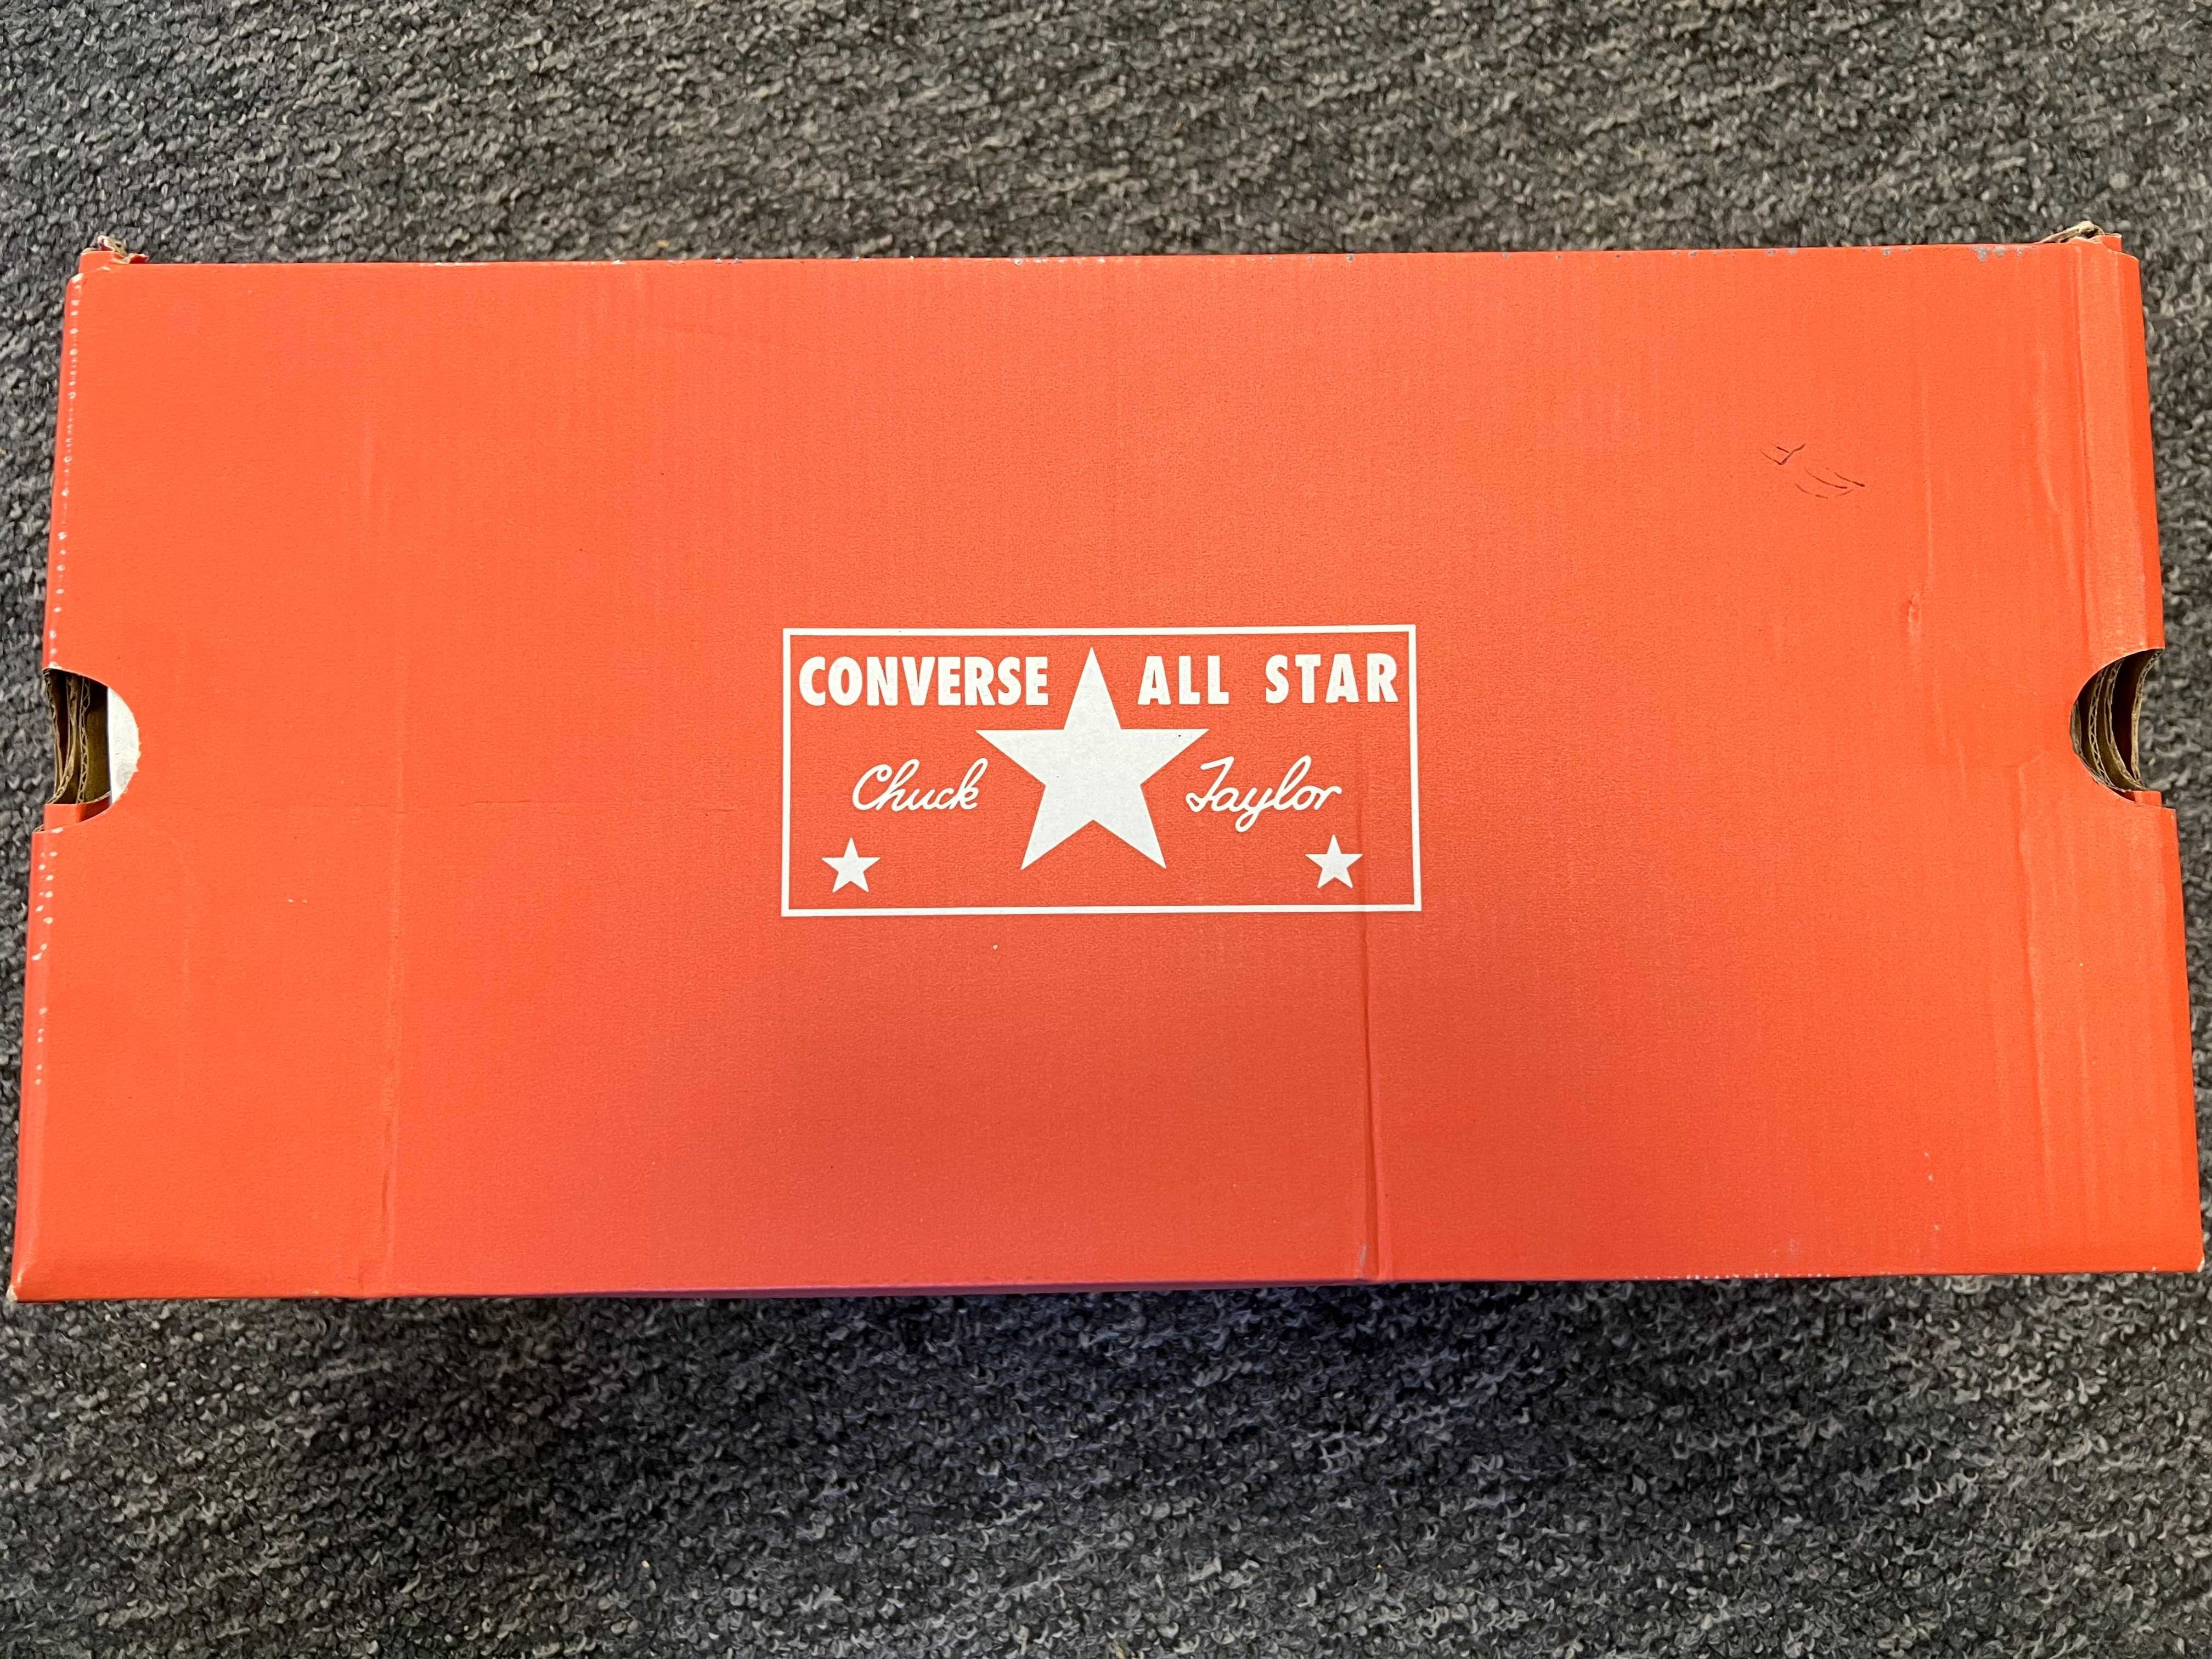 CONVERSE ALL STAR
Chuck Taylor